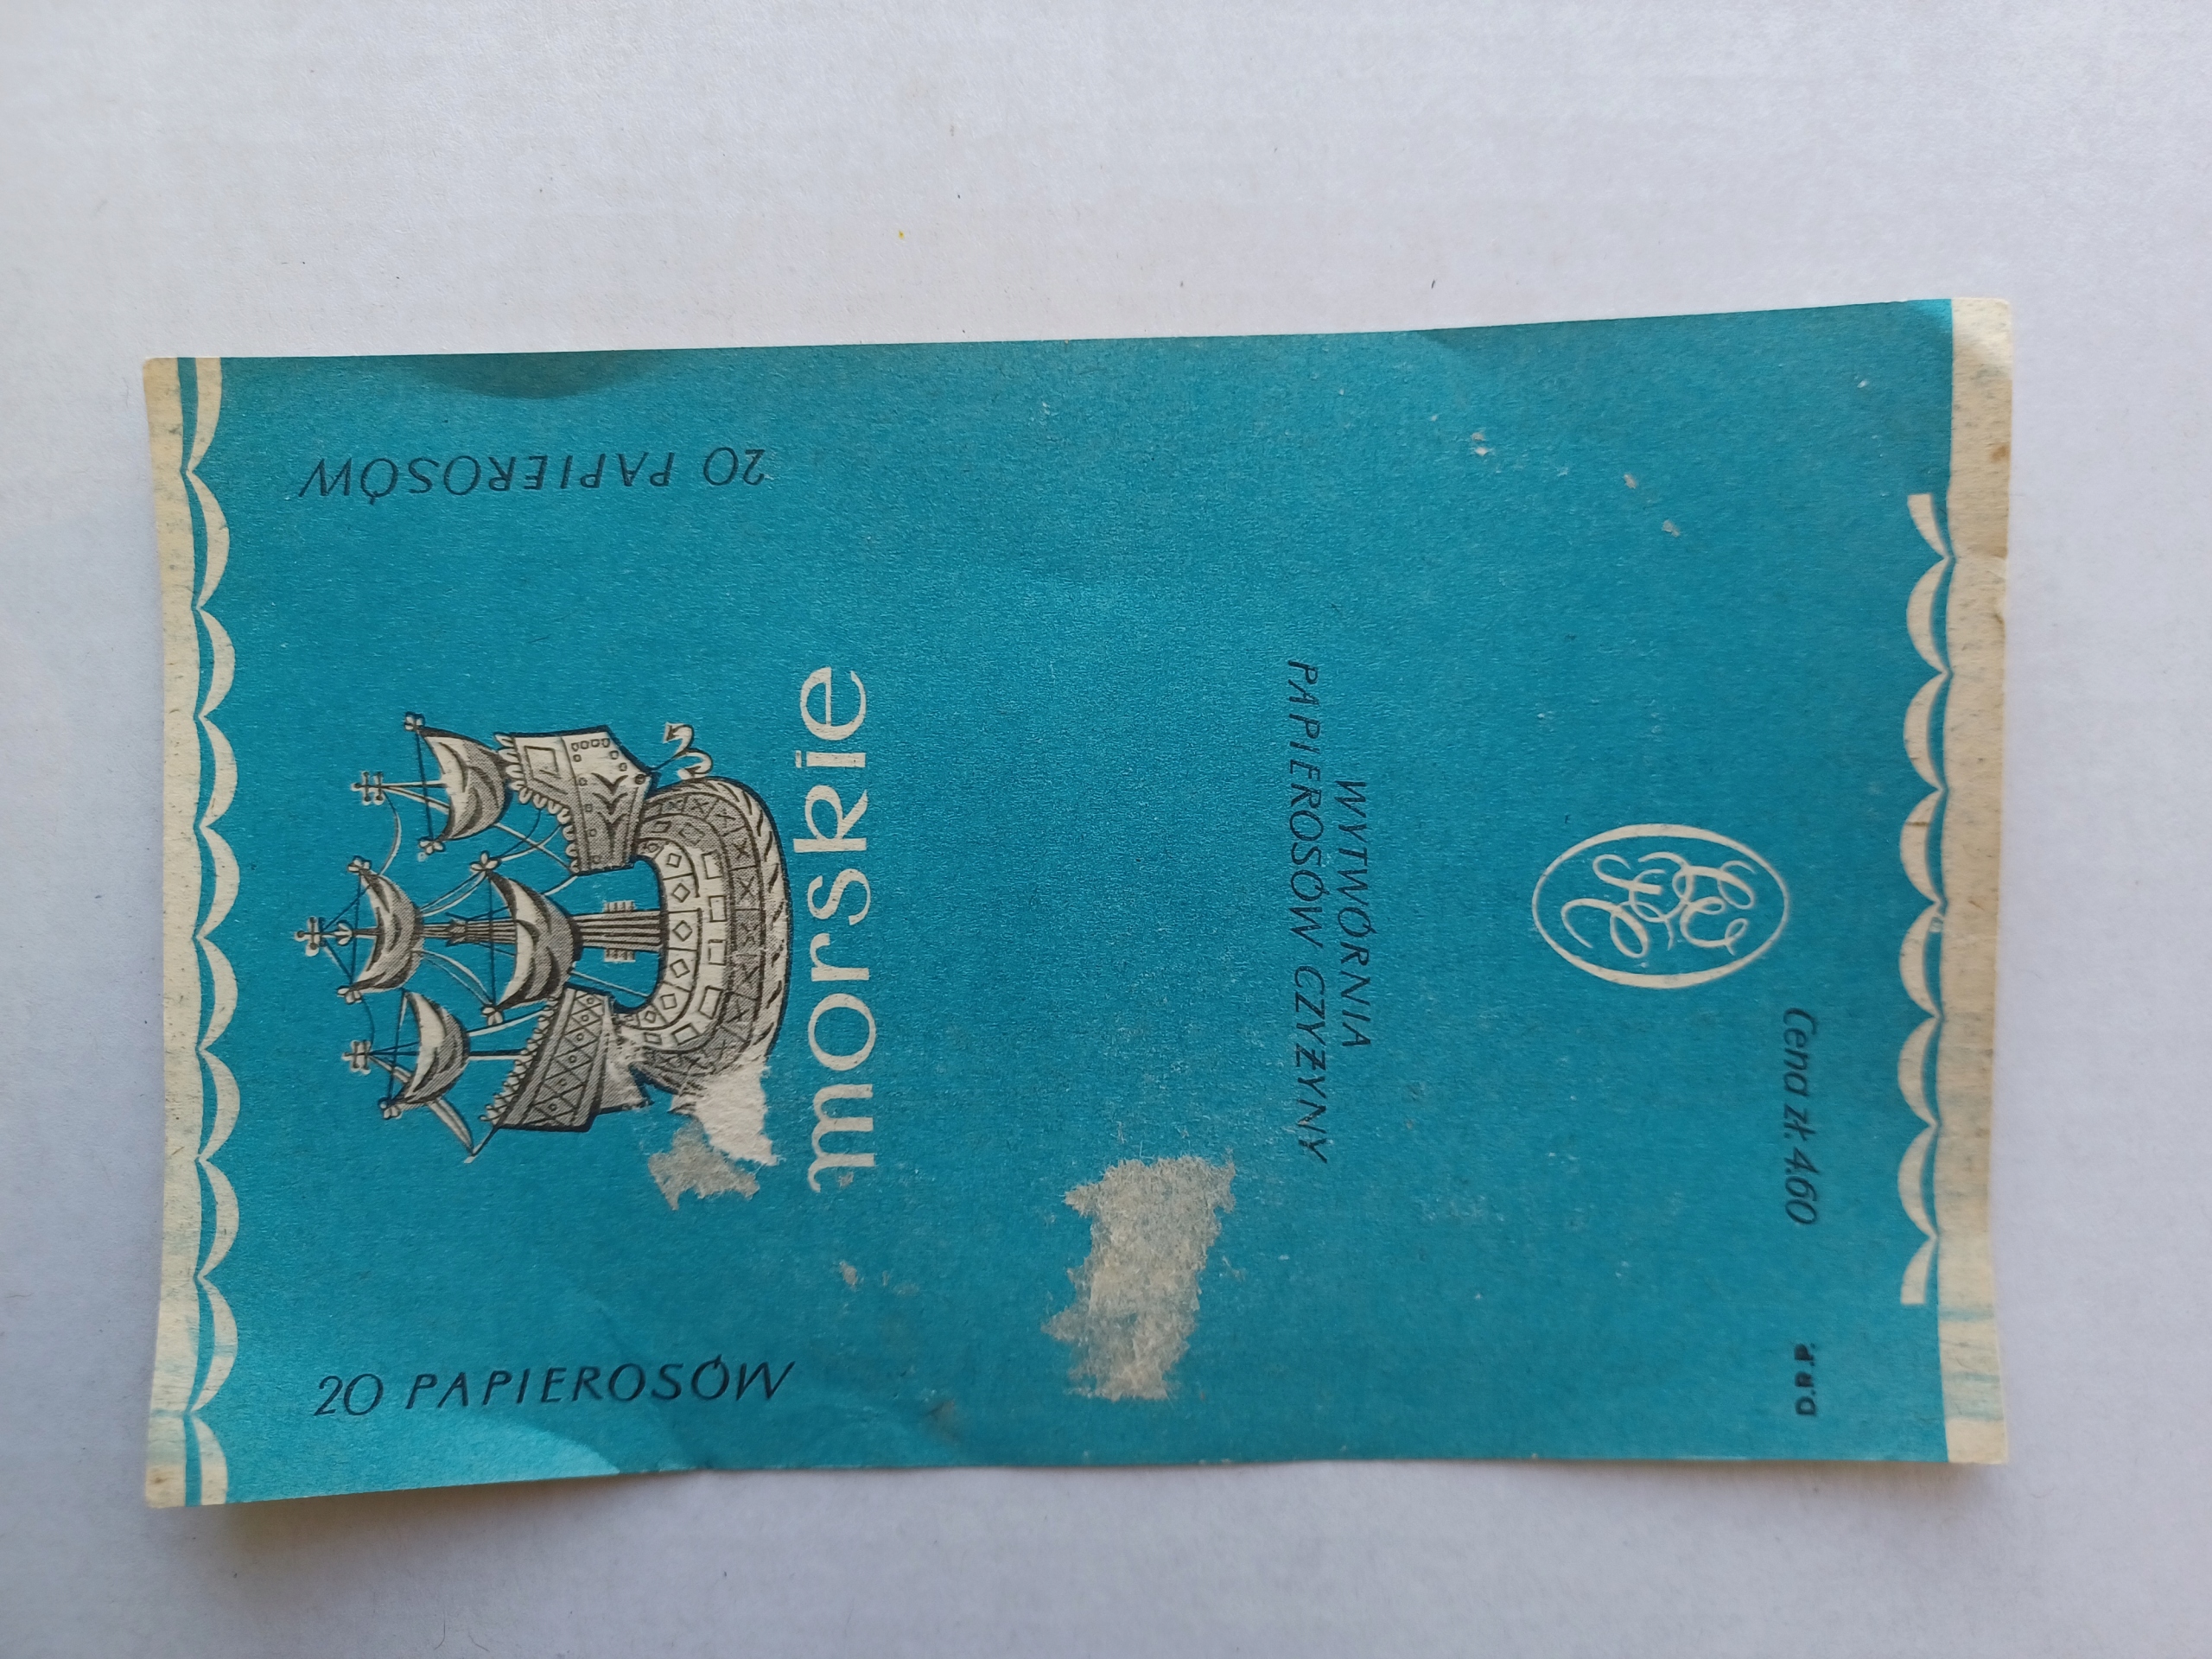 20 PAPIEROSÓW
morskie
20 PAPIEROSÓW
WYTWÓRNIA
PAPIEROSÓW CZYŻYNY
Cena zł. 4.60
D.R.P.